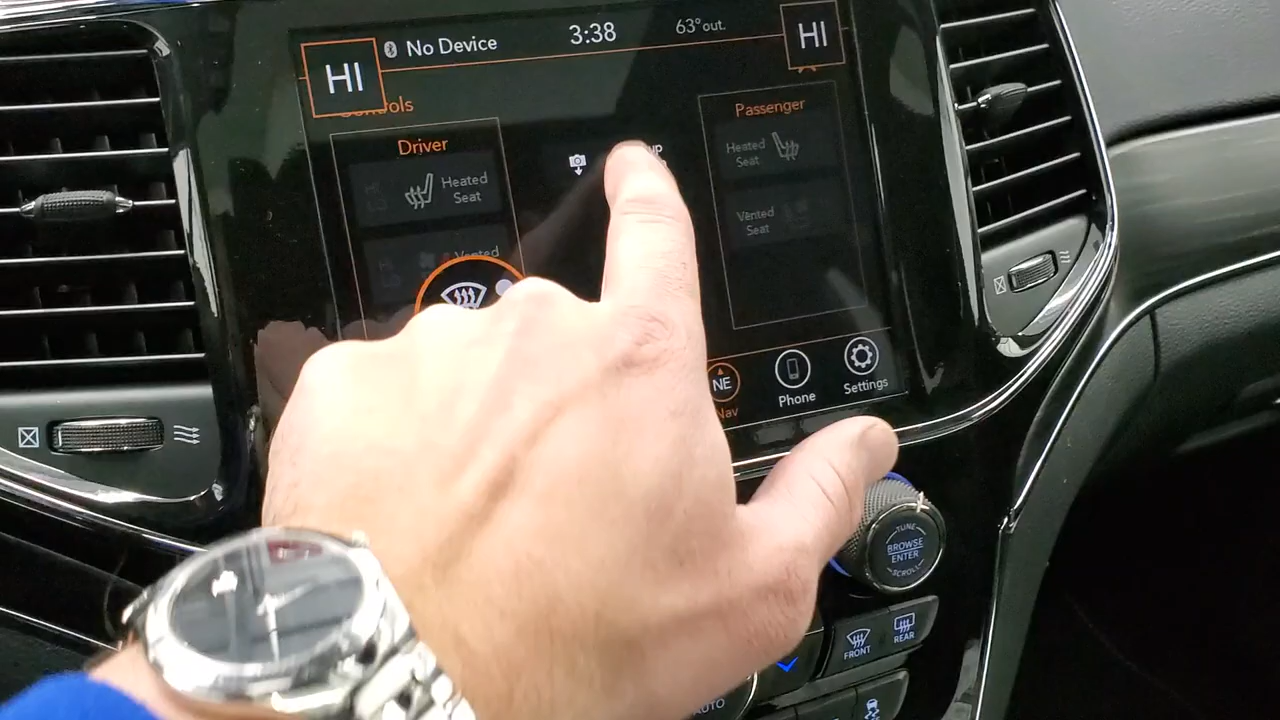 HI
No Device
3:38
63° out.
HI
Driver
Heated
Seat
Passenger
Heated
Seat
Vented
Seat
NE
Nav
Phone
Settings
TUNE
BROWSE
ENTER
SCROLL
FRONT
REAR
AUTO